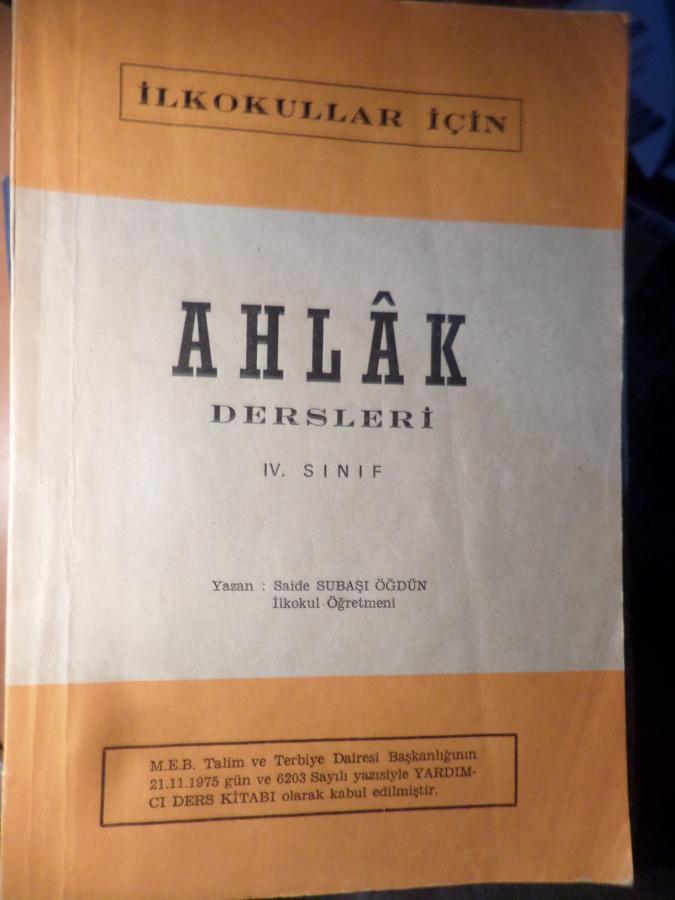 İLKOKULLAR İÇİN
AHLÂK
DERSLERİ
IV. SINIF
Yazan : Saide SUBAŞI ÖĞDÜN
İlkokul Öğretmeni
M.E.B. Talim ve Terbiye Dairesi Başkanlığının
21.11.1975 gün ve 6203 Sayılı yazısiyle YARDIM-
CI DERS KİTABI olarak kabul edilmiştir.